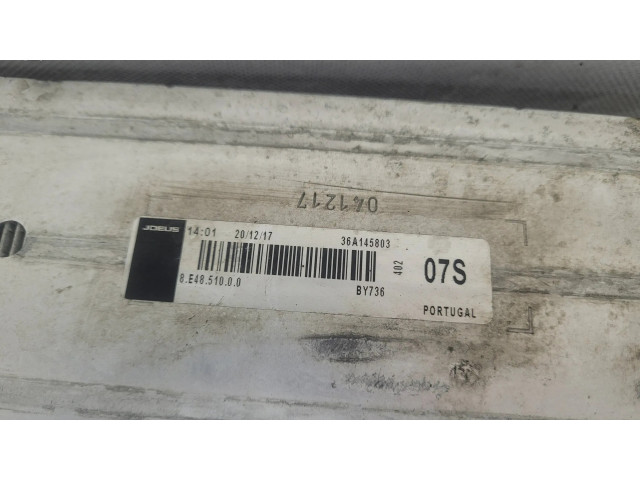 041217
JDEUS 14:01 20/12/17 36A145803
402 07S
8.E48.510.0.0 BY736
PORTUGAL